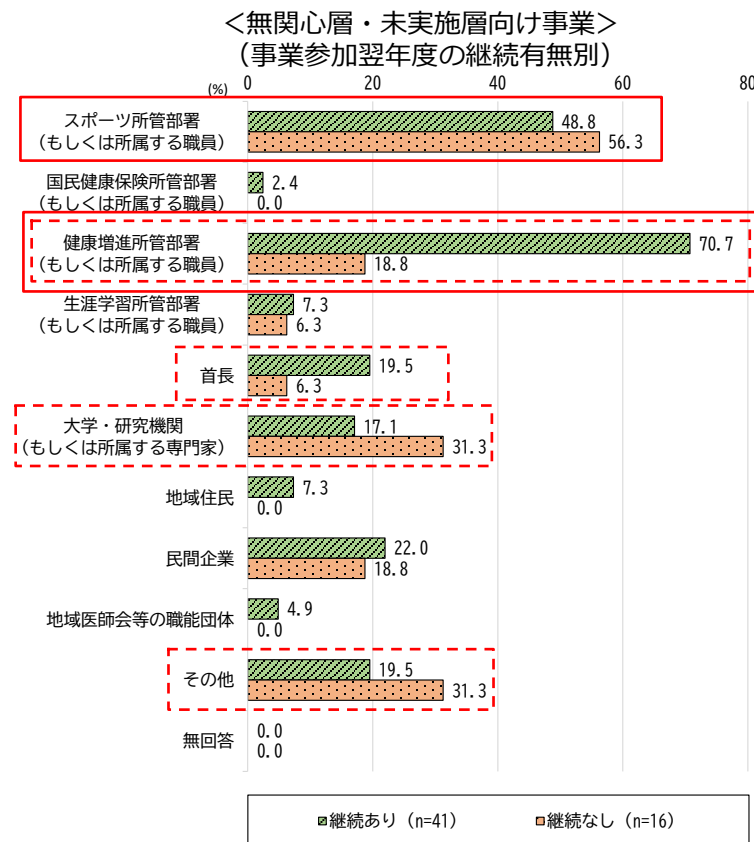 ＜無関心層・未実施層向け事業＞
（事業参加翌年度の継続有無別）
(%)
0 20 40 60 80
スポーツ所管部署
（もしくは所属する職員）
48.8
56.3
国民健康保険所管部署
（もしくは所属する職員）
2.4
0.0
健康増進所管部署
（もしくは所属する職員）
70.7
18.8
生涯学習所管部署
（もしくは所属する職員）
7.3
6.3
首長
19.5
6.3
大学・研究機関
（もしくは所属する専門家）
17.1
31.3
地域住民
7.3
0.0
民間企業
22.0
18.8
地域医師会等の職能団体
4.9
0.0
その他
19.5
31.3
無回答
0.0
0.0
継続あり（n=41） 継続なし（n=16）